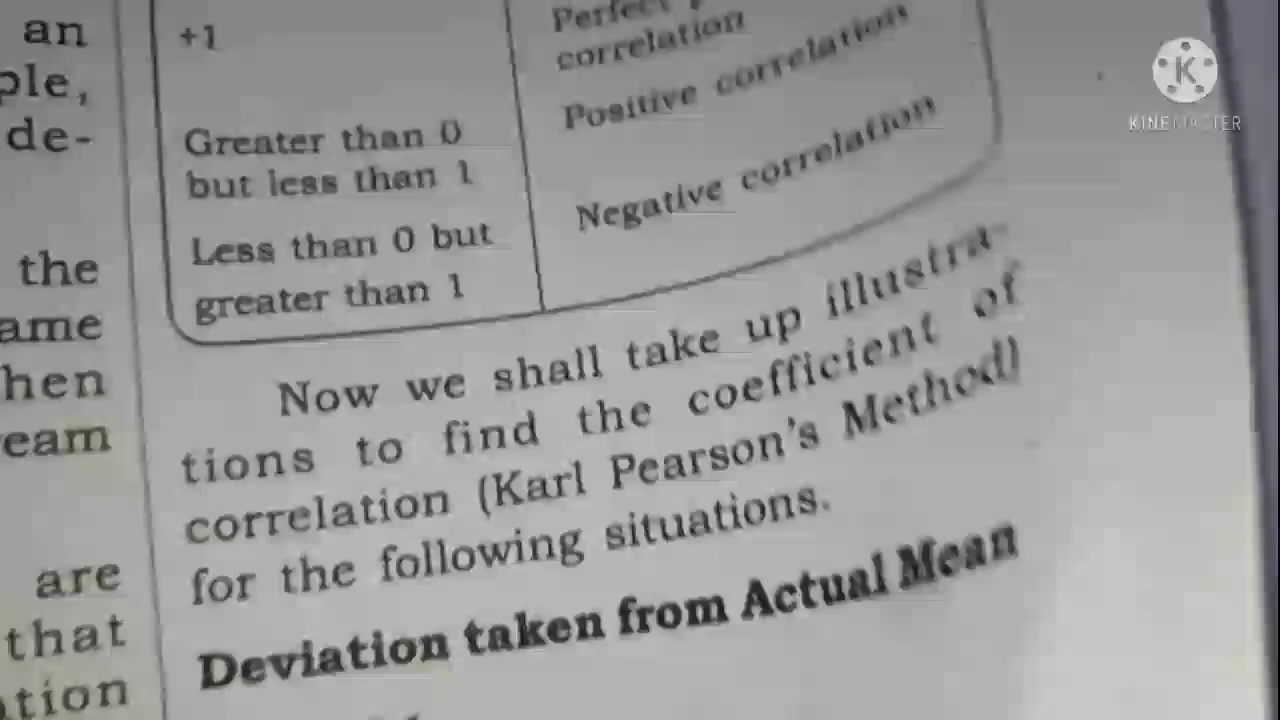 an
ple,
de-
the
ame
hen
ream
are
that
ation
+1
Perfect
correlation
Greater than 0
but less than 1
Positive correlation
Less than 0 but
greater than 1
Negative correlation
Now we shall take up illustra-
tions to find the coefficient of
correlation (Karl Pearson's Method)
for the following situations.
Deviation taken from Actual Mean
K
KINEMASTER